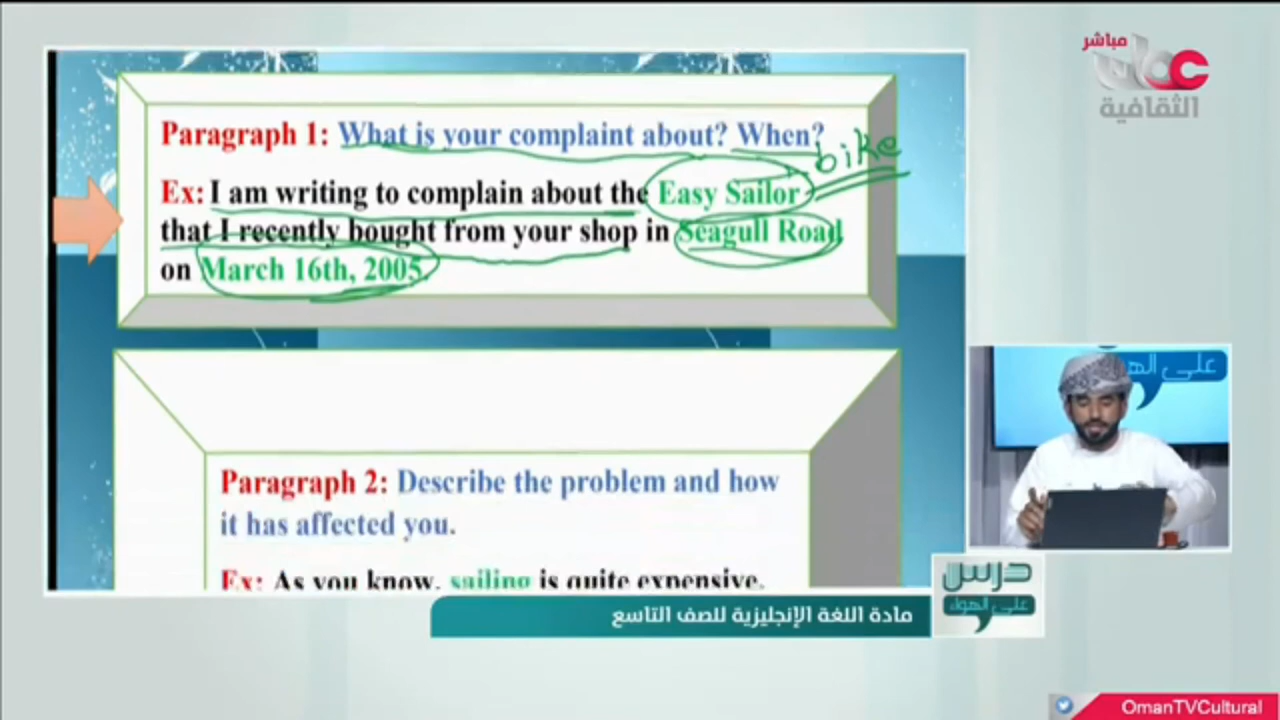 مباشر
عمان
الثقافية
Paragraph 1: What is your complaint about? When?
bike
Ex: I am writing to complain about the Easy Sailor
that I recently bought from your shop in Seagull Road
on March 16th, 2005.
Paragraph 2: Describe the problem and how
it has affected you.
Ex: As you know, sailing is quite expensive.
على اله
درس
على الهواء
مادة اللغة الإنجليزية للصف التاسع
OmanTVCultural